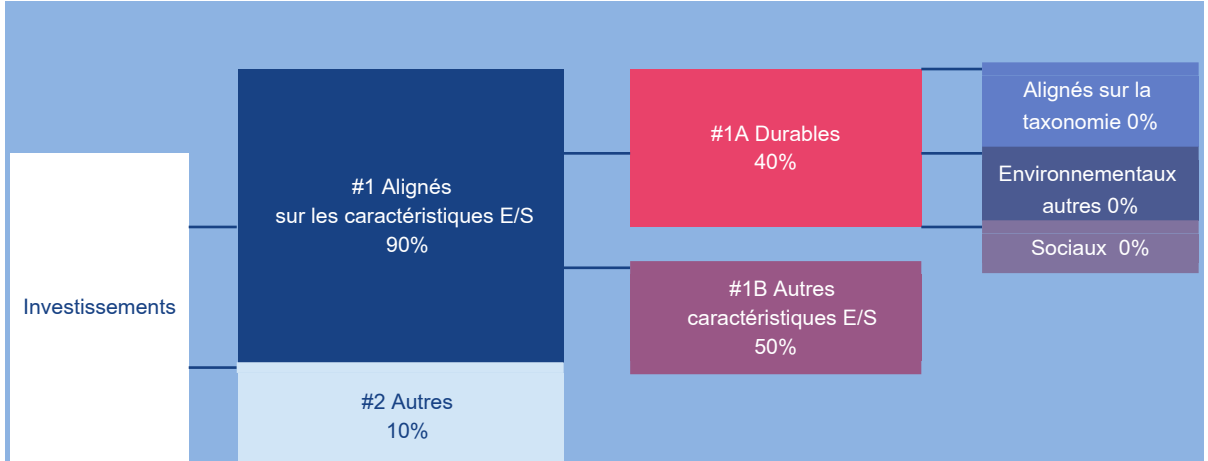 Investissements
#1 Alignés
sur les caractéristiques E/S
90%
#2 Autres
10%
#1A Durables
40%
#1B Autres
caractéristiques E/S
50%
Alignés sur la
taxonomie 0%
Environnementaux
autres 0%
Sociaux 0%